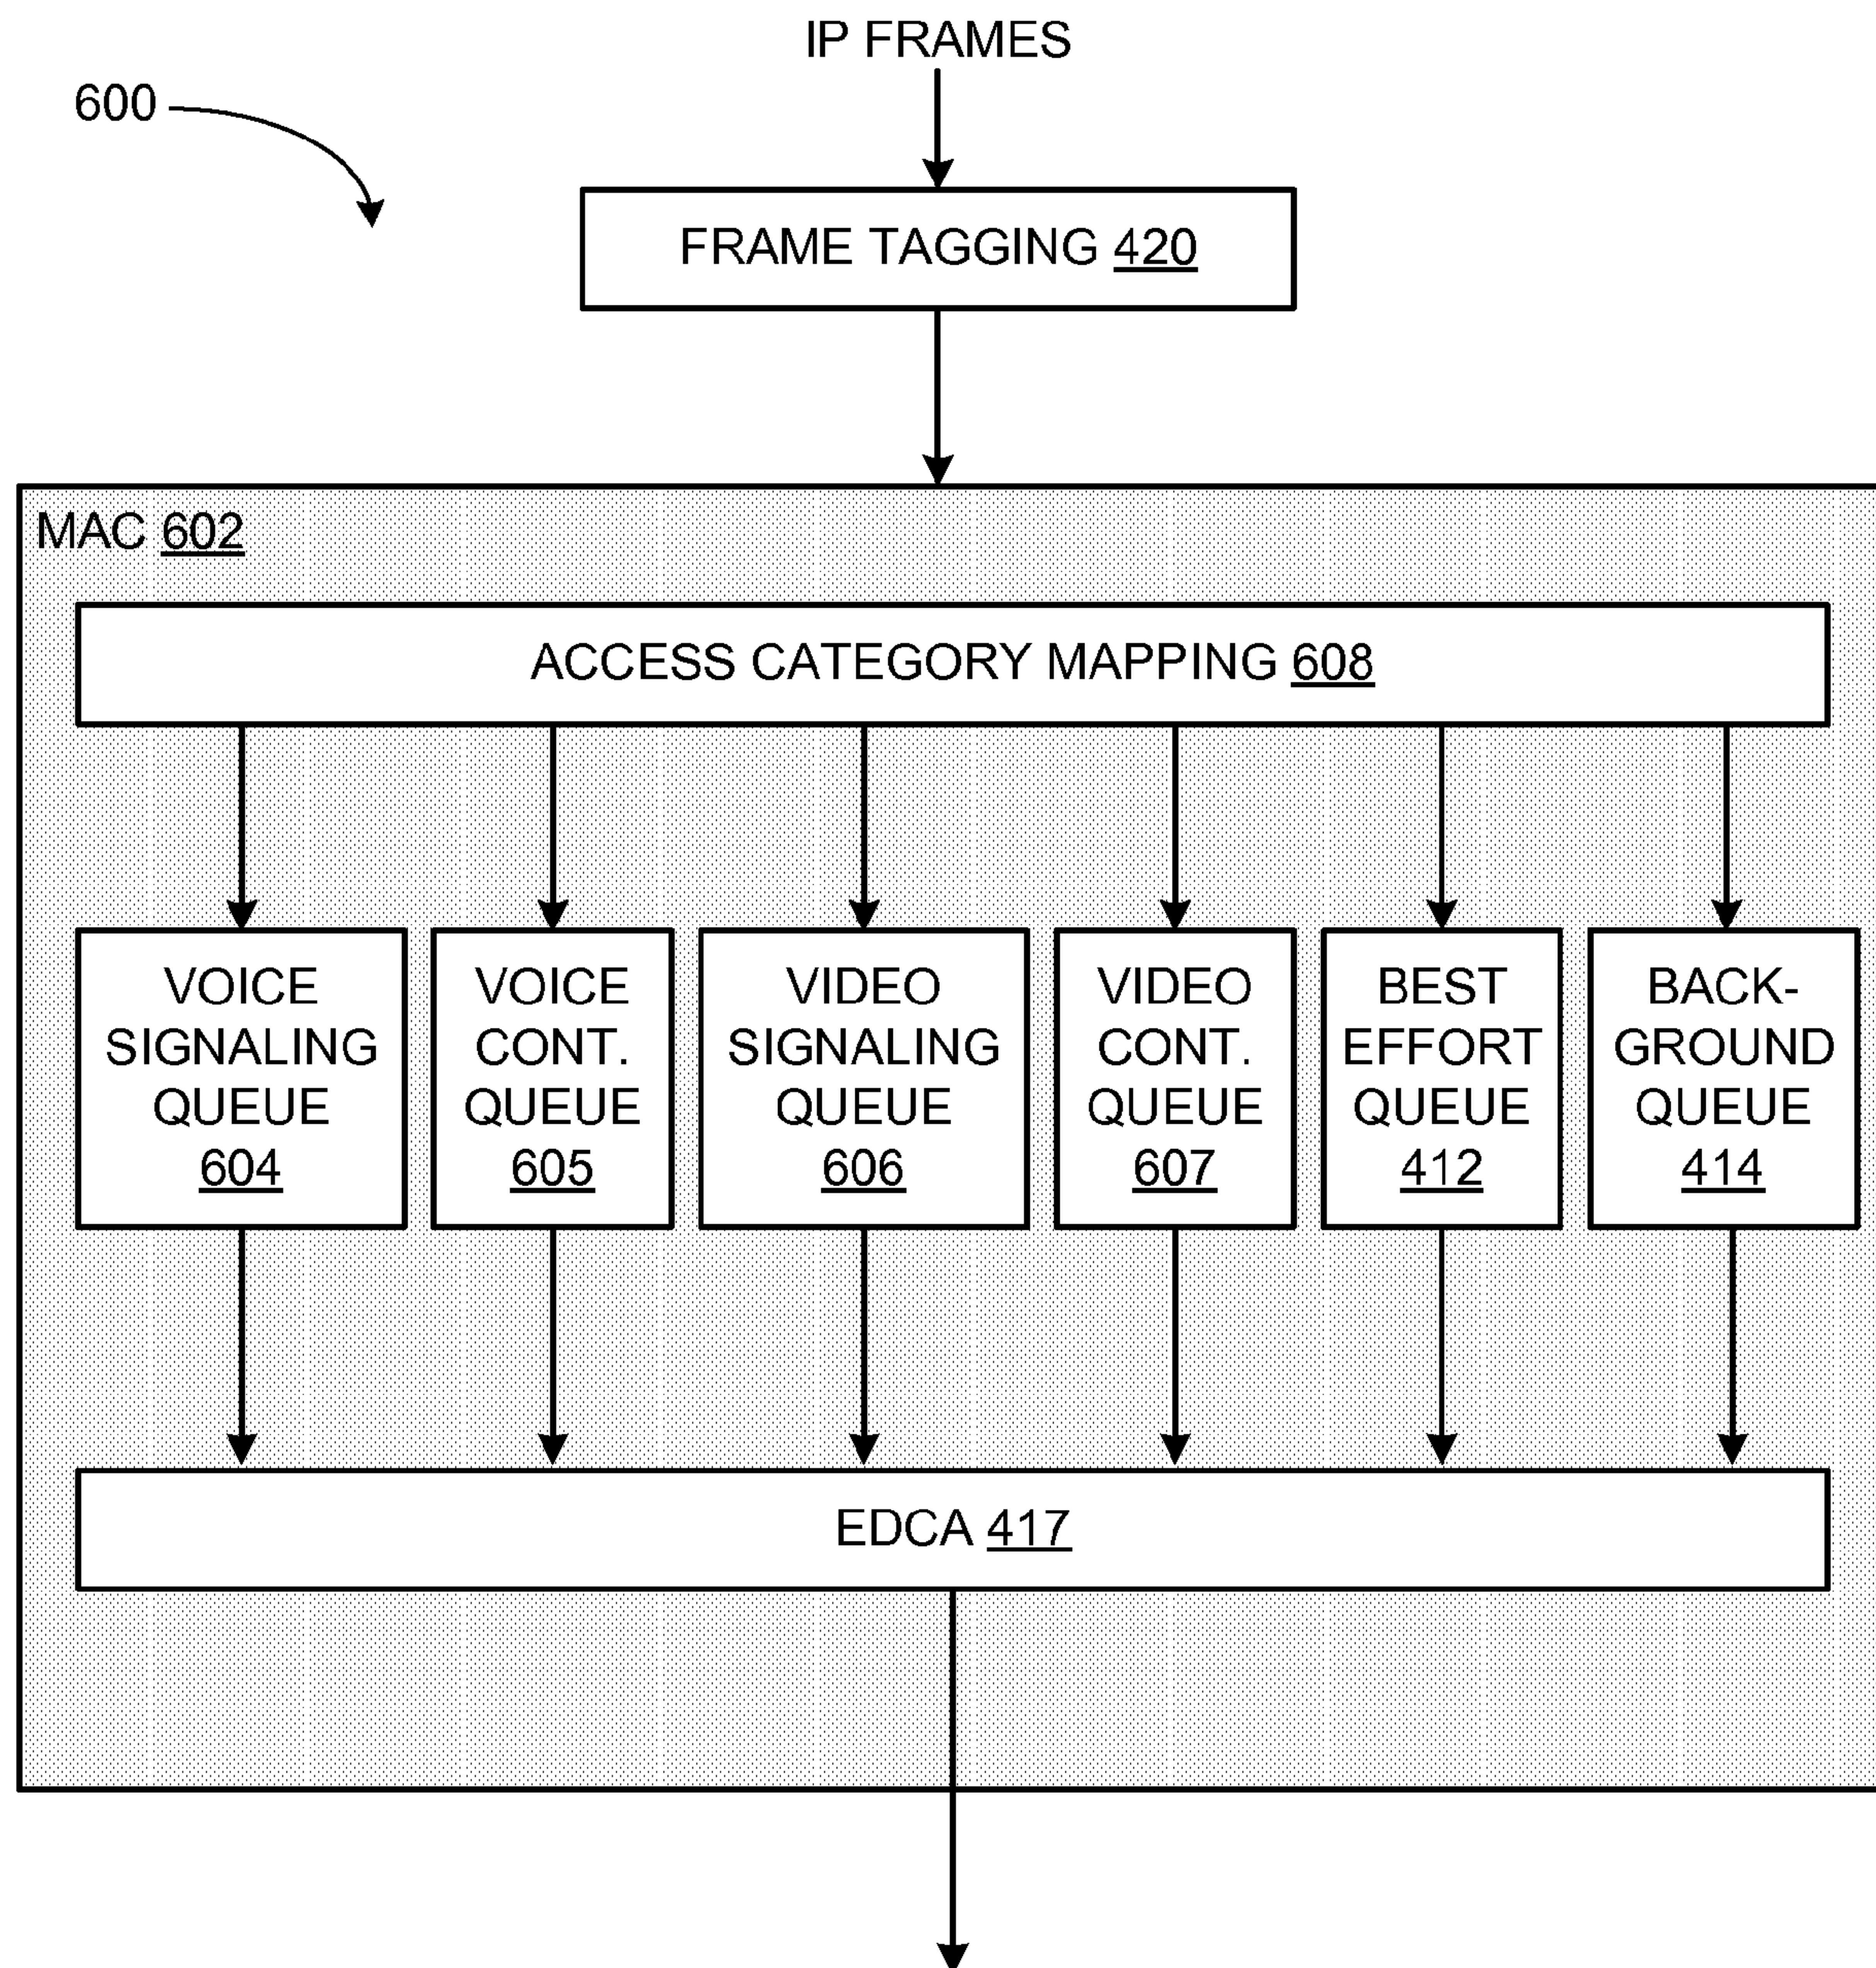 IP FRAMES
600
FRAME TAGGING 420
MAC 602
ACCESS CATEGORY MAPPING 608
VOICE
SIGNALING
QUEUE
604
VOICE
CONT.
QUEUE
605
VIDEO
SIGNALING
QUEUE
606
VIDEO
CONT.
QUEUE
607
BEST
EFFORT
QUEUE
412
BACK-
GROUND
QUEUE
414
EDCA 417